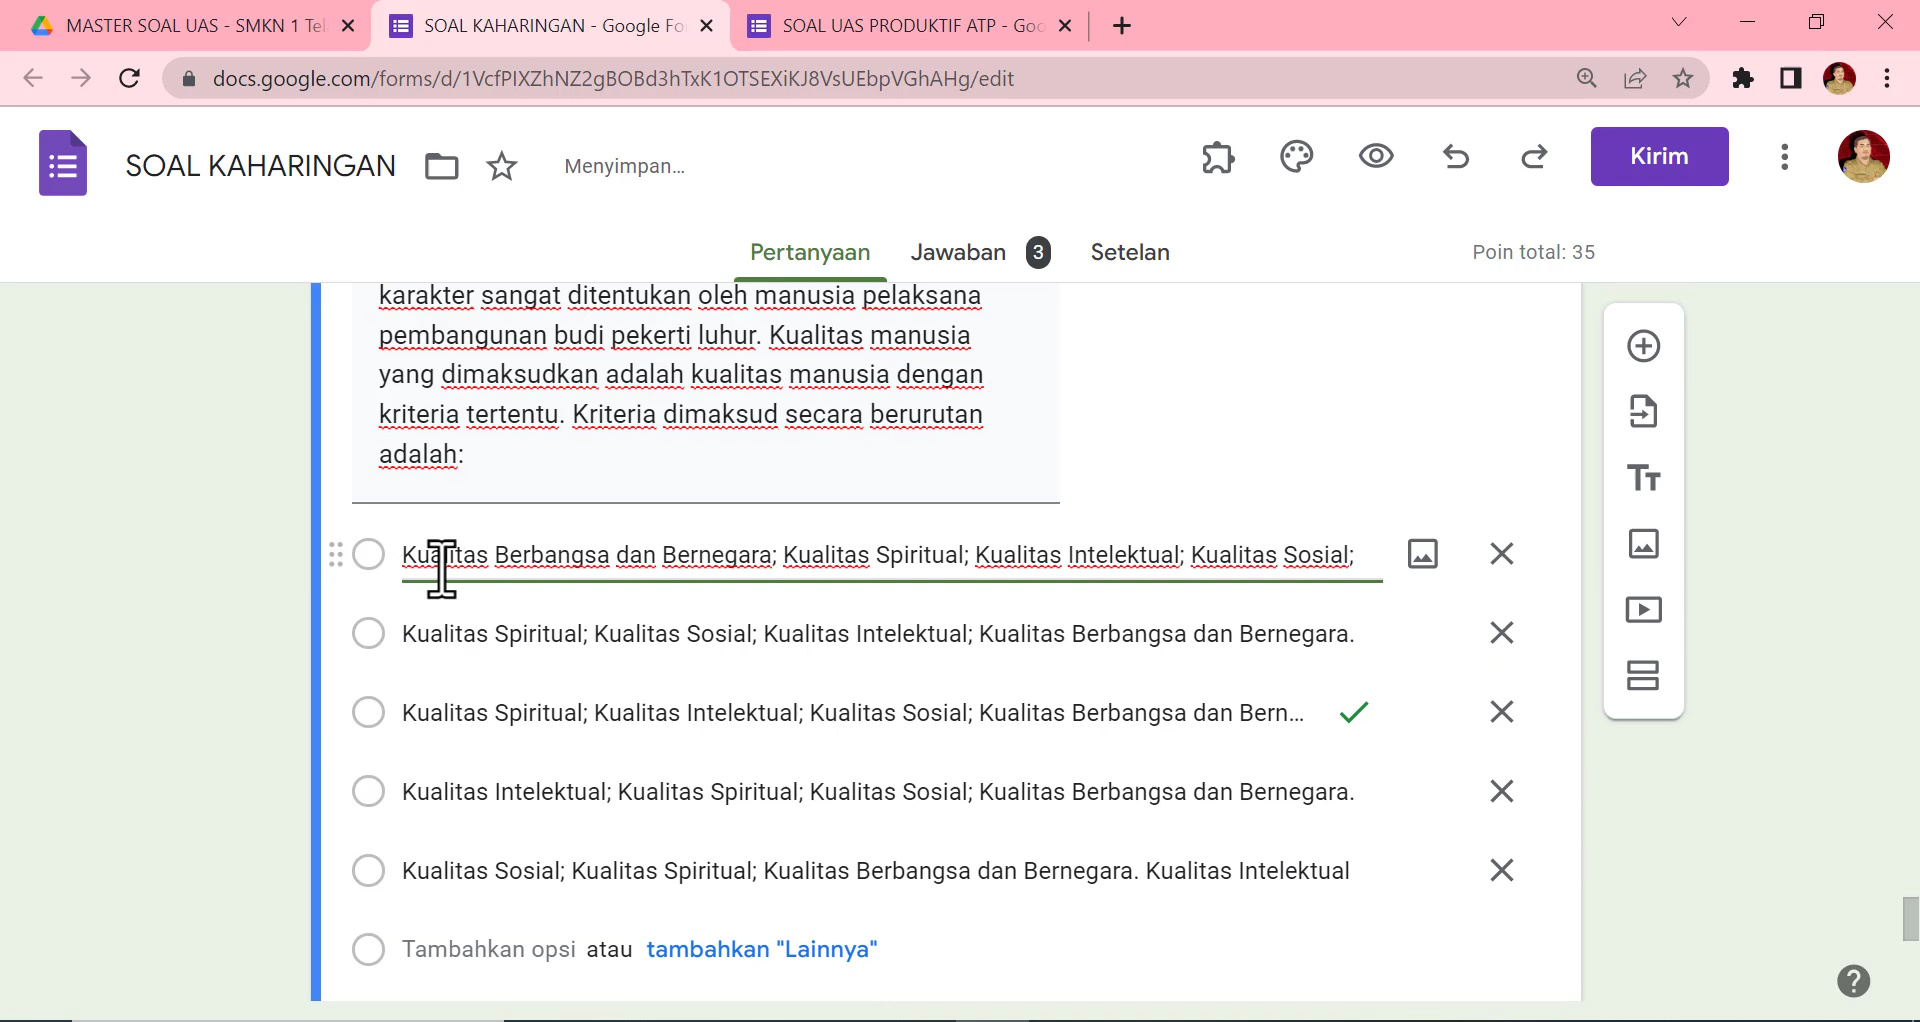 MASTER SOAL UAS - SMKN 1 Tel
SOAL KAHARINGAN - Google Fo
SOAL UAS PRODUKTIF ATP - Goo
docs.google.com/forms/d/1VcfPIXZhNZ2gBOBd3hTxK1OTSEXiKJ8VsUEbpVGhAHg/edit
SOAL KAHARINGAN
Menyimpan...
Kirim
Pertanyaan
Jawaban 3
Setelan
Poin total: 35
karakter sangat ditentukan oleh manusia pelaksana
pembangunan budi pekerti luhur. Kualitas manusia
yang dimaksudkan adalah kualitas manusia dengan
kriteria tertentu. Kriteria dimaksud secara berurutan
adalah:
Kualitas Berbangsa dan Bernegara; Kualitas Spiritual; Kualitas Intelektual; Kualitas Sosial;
Kualitas Spiritual; Kualitas Sosial; Kualitas Intelektual; Kualitas Berbangsa dan Bernegara.
Kualitas Spiritual; Kualitas Intelektual; Kualitas Sosial; Kualitas Berbangsa dan Bern...
Kualitas Intelektual; Kualitas Spiritual; Kualitas Sosial; Kualitas Berbangsa dan Bernegara.
Kualitas Sosial; Kualitas Spiritual; Kualitas Berbangsa dan Bernegara. Kualitas Intelektual
Tambahkan opsi atau tambahkan "Lainnya"